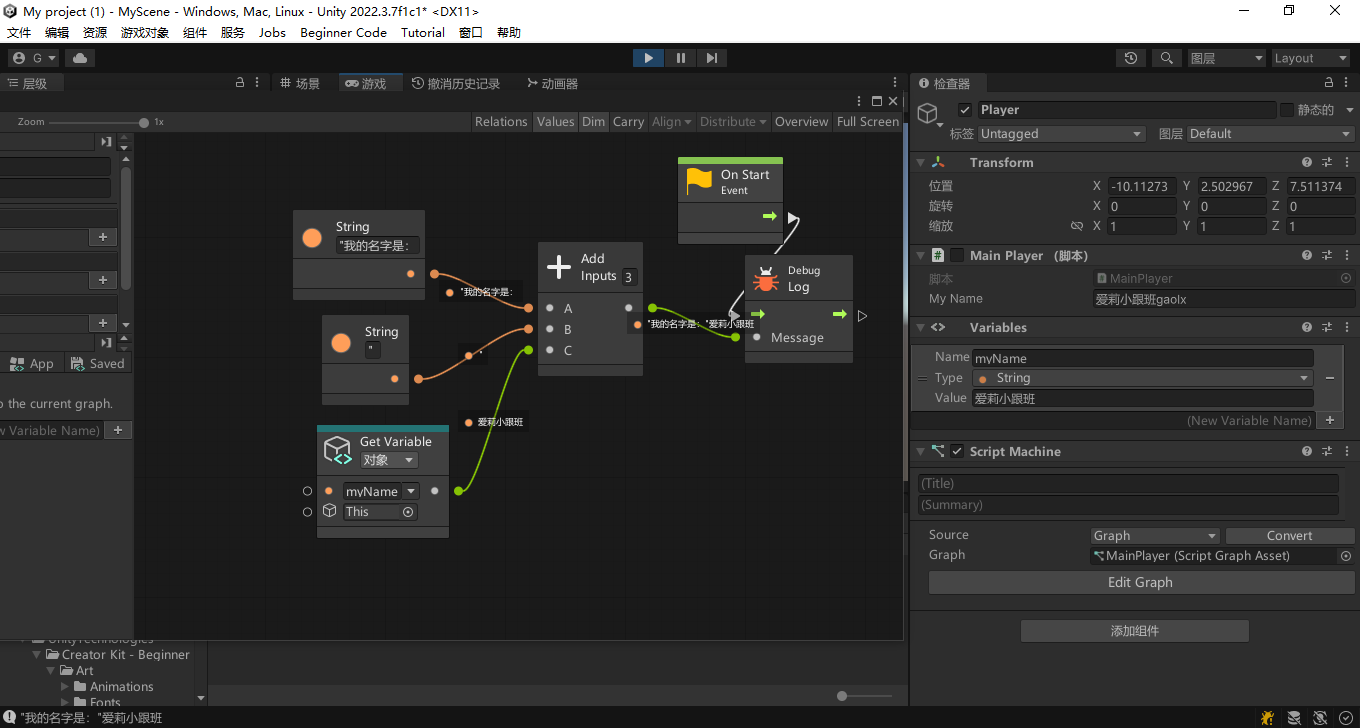 My project (1) - MyScene - Windows, Mac, Linux - Unity 2022.3.7f1c1* <DX11>
文件 编辑 资源 游戏对象 组件 服务 Jobs Beginner Code Tutorial 窗口 帮助
G
图层 Layout
层级 场景 游戏 撤消历史记录 动画器
Zoom 1x Relations Values Dim Carry Align Distribute Overview Full Screen
On Start
Event
String
"我的名字是：
Add
Inputs 3
A
B
C
Debug
Log
Message
"我的名字是：
"我的名字是："爱莉小跟班
String
"
"
爱莉小跟班
Get Variable
对象
myName
This
App Saved
o the current graph.
w Variable Name)
UnityTechnologies
Creator Kit - Beginner
Art
Animations
Fonts
"我的名字是："爱莉小跟班
检查器
Player 静态的
标签 Untagged 图层 Default
Transform
位置 X -10.11273 Y 2.502967 Z 7.511374
旋转 X 0 Y 0 Z 0
缩放 X 1 Y 1 Z 1
Main Player （脚本）
脚本 MainPlayer
My Name 爱莉小跟班gaolx
Variables
Name myName
Type String
Value 爱莉小跟班
(New Variable Name)
Script Machine
(Title)
(Summary)
Source Graph Convert
Graph MainPlayer (Script Graph Asset)
Edit Graph
添加组件